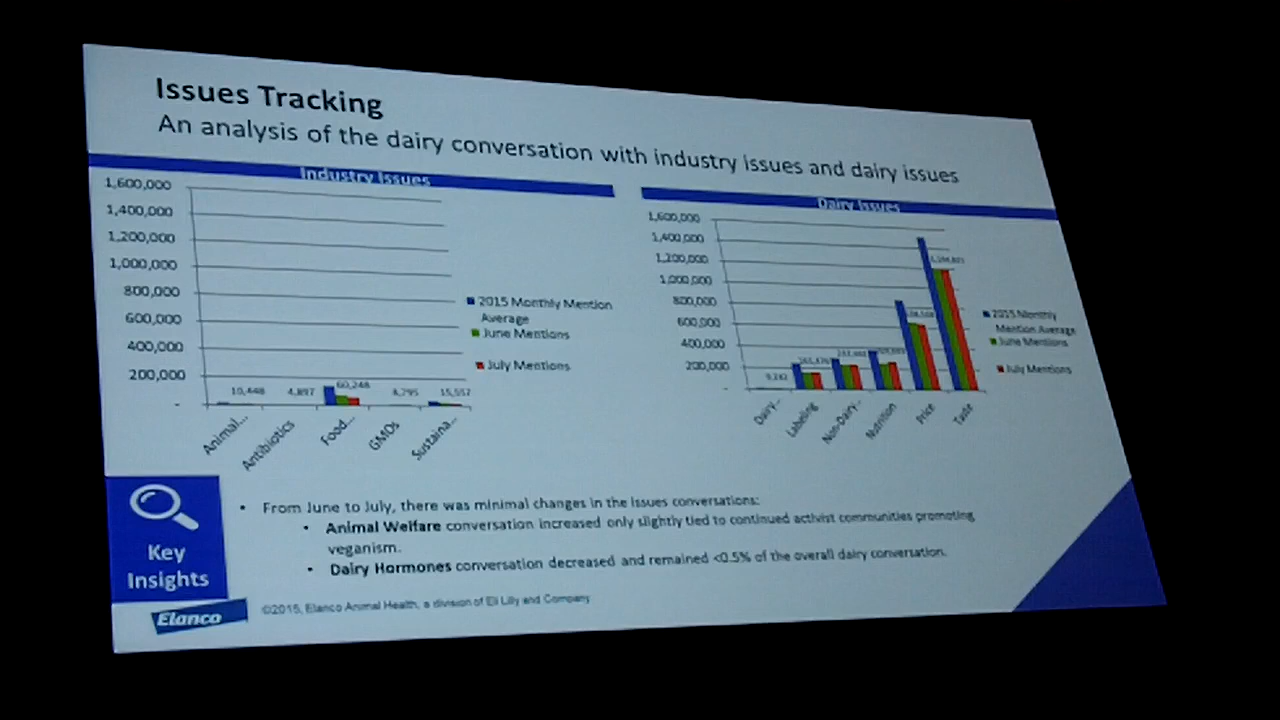 Issues Tracking
An analysis of the dairy conversation with industry issues and dairy issues
Industry Issues
1,600,000
1,400,000
1,200,000
1,000,000
800,000
600,000
400,000
200,000
-
10,448
4,897
60,248
8,795
15,557
Animal...
Antibiotics
Food...
GMOs
Sustaina...
2015 Monthly Mention
Average
June Mentions
July Mentions
Dairy Issues
1,600,000
1,400,000
1,200,000
1,000,000
800,000
600,000
400,000
200,000
-
Dairy...
Labeling
Non-Dairy...
Nutrition
Price
Taste
2015 Monthly
Mention Average
June Mentions
July Mentions
Key
Insights
• From June to July, there was minimal changes in the issues conversations:
• Animal Welfare conversation increased only slightly tied to continued activist communities promoting
veganism.
• Dairy Hormones conversation decreased and remained <0.5% of the overall dairy conversation.
Elanco
©2015, Elanco Animal Health, a division of Eli Lilly and Company